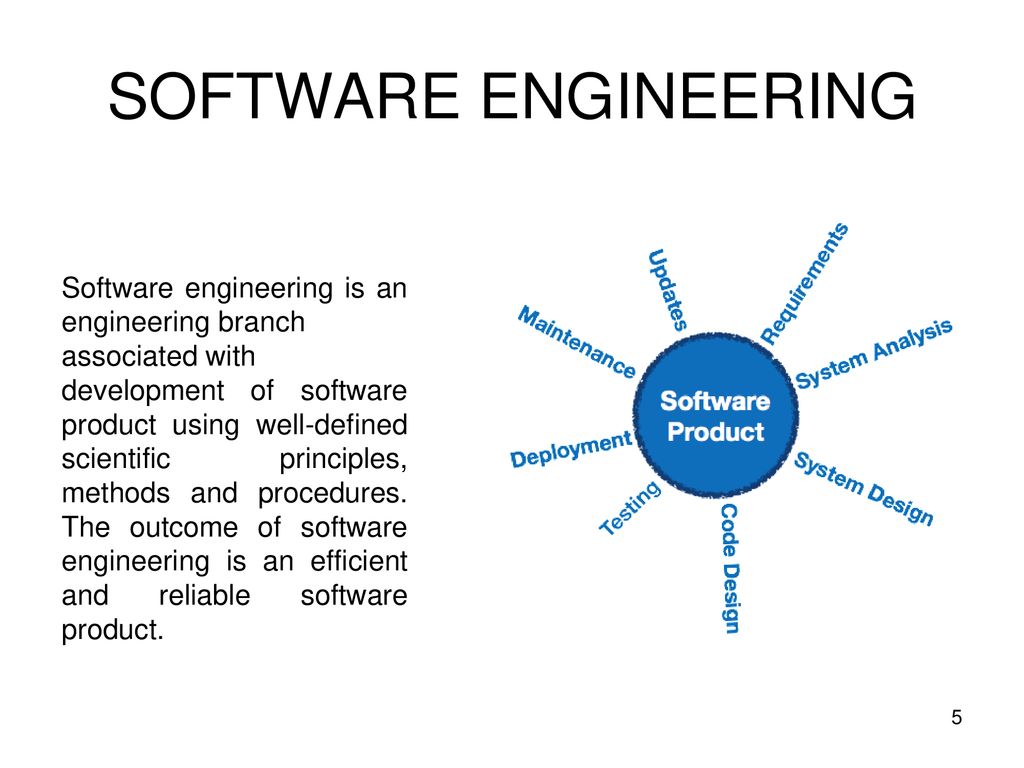 SOFTWARE ENGINEERING
Software engineering is an
engineering branch
associated with
development of software
product using well-defined
scientific principles,
methods and procedures.
The outcome of software
engineering is an efficient
and reliable software
product.
Updates
Requirements
Maintenance
System Analysis
Software
Product
Deployment
System Design
Testing
Code Design
5